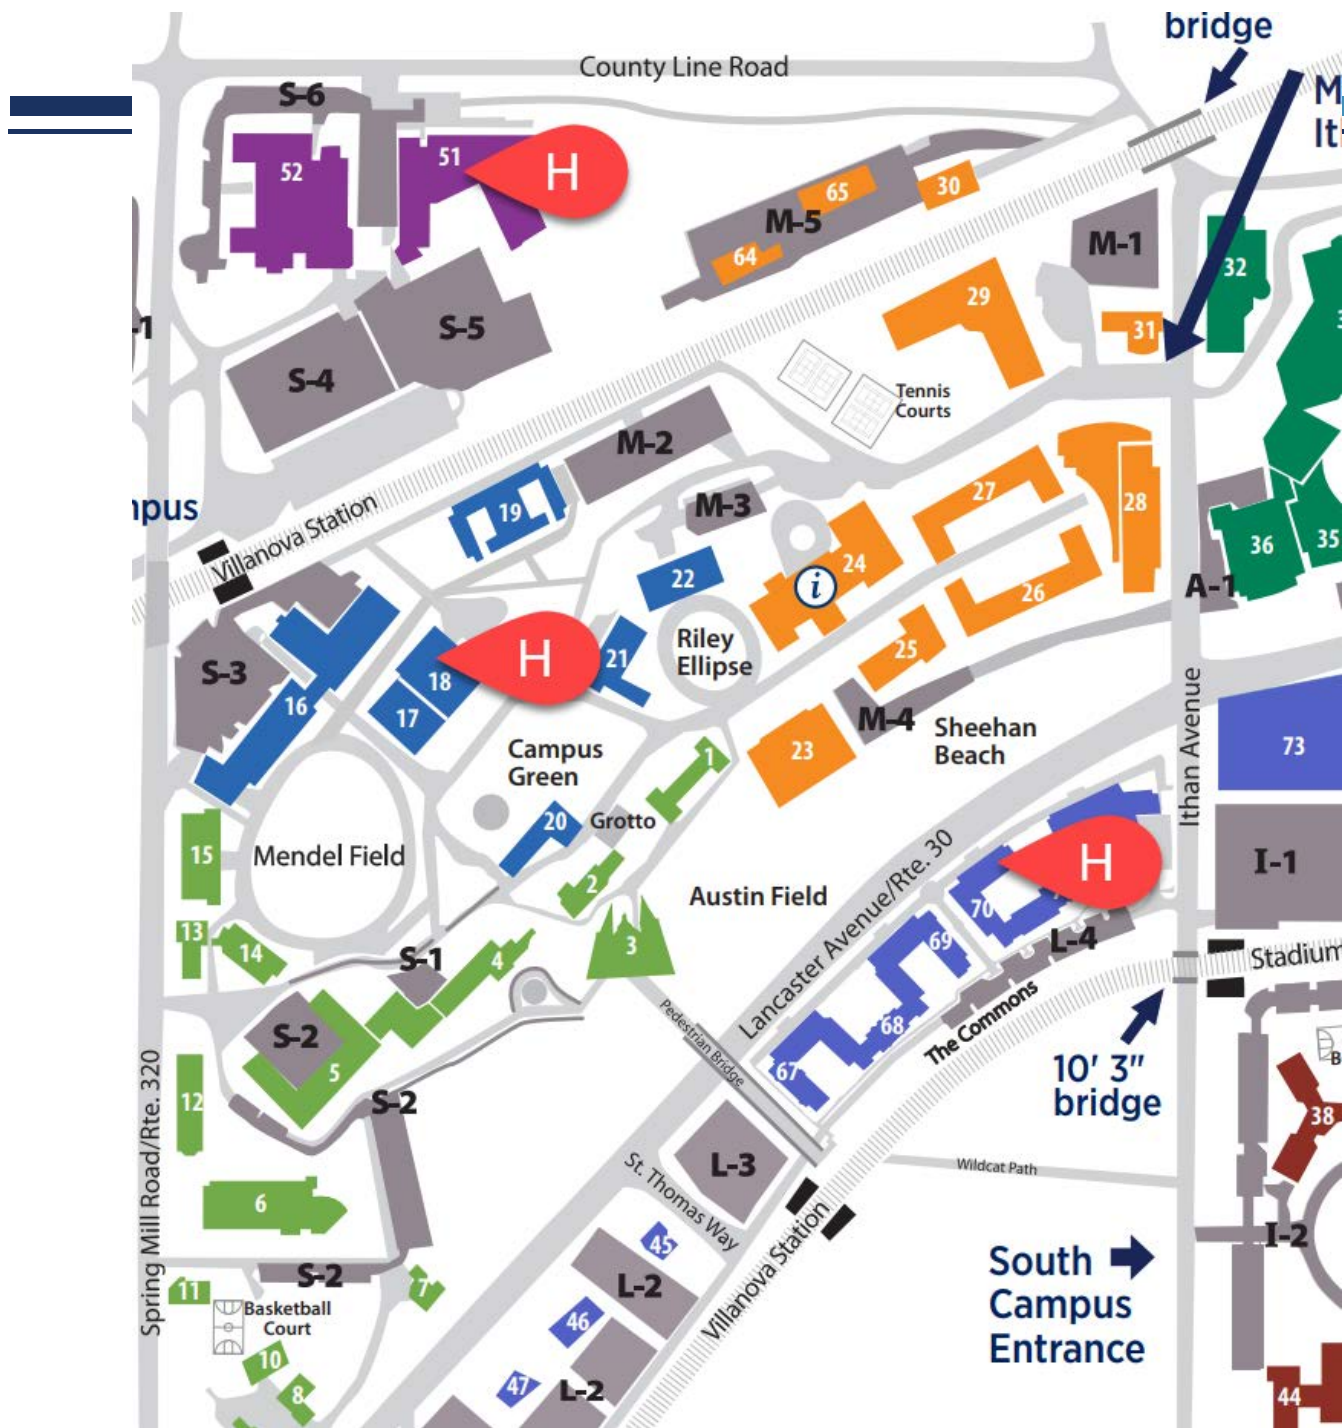 bridge
County Line Road
S-6
M
It
52
51
H
65
30
M-5
64
M-1
32
29
31
-1
S-5
S-4
Tennis
Courts
M-2
M-3
27
28
19
npus
Villanova Station
24
22
i
36
35
26
A-1
Riley
Ellipse
25
21
H
18
S-3
17
16
M-4
Sheehan
Beach
23
Ithan Avenue
73
Campus
Green
1
20
Grotto
15
Mendel Field
2
Austin Field
Lancaster Avenue/Rte. 30
H
I-1
70
L-4
69
13
14
S-1
4
3
Stadium
The Commons
68
Pedestrian Bridge
S-2
5
67
10' 3"
bridge
B
38
12
S-2
Spring Mill Road/Rte. 320
L-3
Wildcat Path
St. Thomas Way
6
45
Villanova Station
I-2
South
Campus
Entrance
S-2
11
7
L-2
Basketball
Court
46
10
8
47
L-2
44